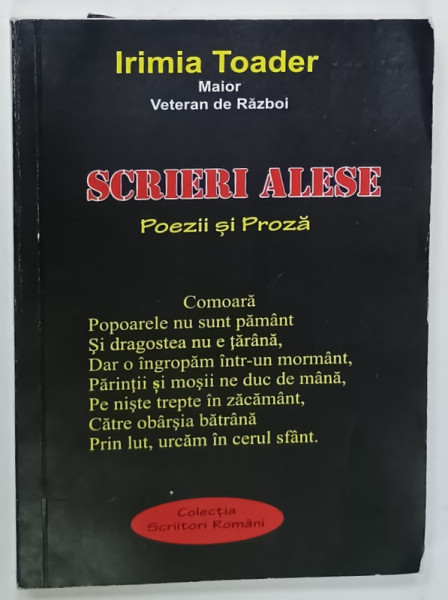 Irimia Toader
Maior
Veteran de Război
SCRIERI ALESE
Poezii și Proză
Comoară
Popoarele nu sunt pământ
Și dragostea nu e țărână,
Dar o îngropăm într-un mormânt,
Părinții și moșii ne duc de mână,
Pe niște trepte în zăcământ,
Către obârșia bătrână
Prin lut, urcăm în cerul sfânt.
Colecția
Scriitori Români